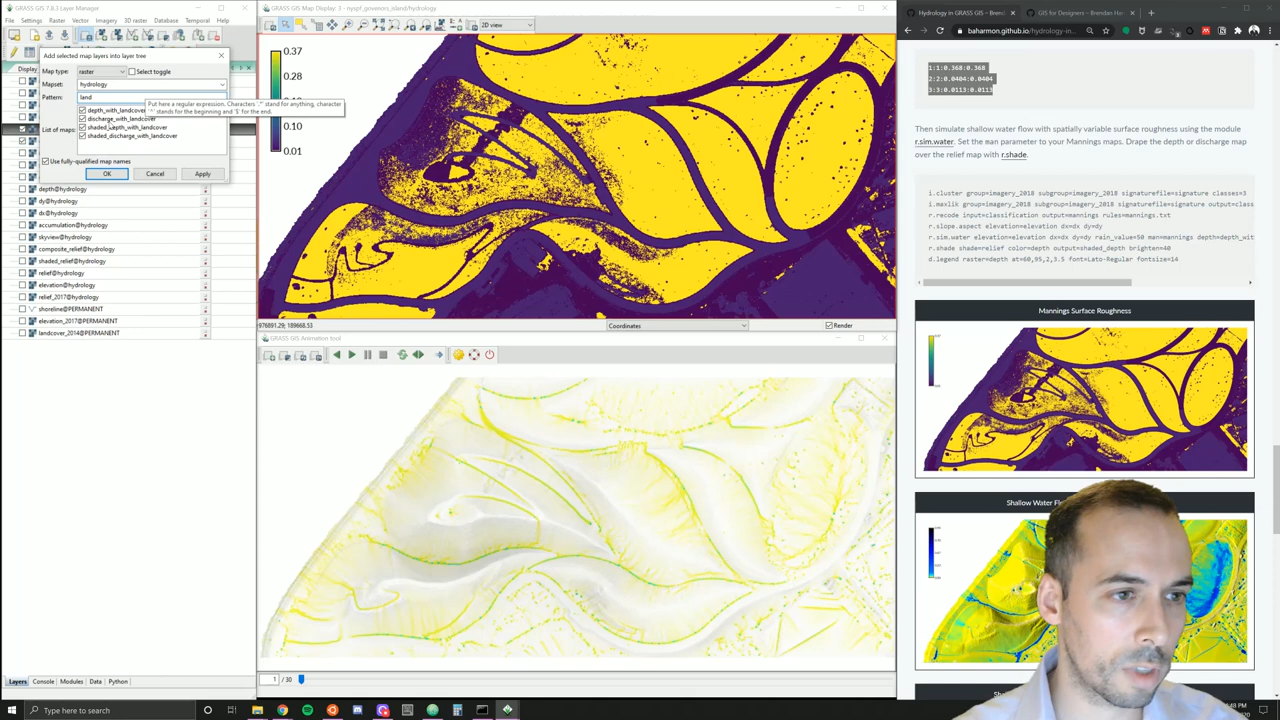 GRASS GIS 7.8.3 Layer Manager
Settings Raster Vector Imagery 3D raster Database Temporal Help
Display
Add selected map layers into layer tree
Map type: raster Select toggle
Mapset: hydrology
Pattern: land
Put here a regular expression. Characters '.*' stand for anything, character
stands for the beginning and '$' for the end.
List of maps:
depth_with_landcover
discharge_with_landcover
shaded_depth_with_landcover
shaded_discharge_with_landcover
Use fully-qualified map names
OK Cancel Apply
depth@hydrology
dy@hydrology
dx@hydrology
accumulation@hydrology
skyview@hydrology
composite_relief@hydrology
shaded_relief@hydrology
relief@hydrology
elevation@hydrology
relief_2017@hydrology
shoreline@PERMANENT
elevation_2017@PERMANENT
landcover_2014@PERMANENT
Layers Console Modules Data Python
GRASS GIS Map Display: 3 - nyspf_governors_island/hydrology
2D view
0.37
0.28
0.10
0.01
976891.29; 189668.53
Coordinates
Render
GRASS GIS Animation tool
1 / 30
Hydrology in GRASS GIS – Brend
GIS for Designers – Brendan Har
baharmon.github.io/hydrology-in...
1:1:0.368:0.368
2:2:0.0404:0.0404
3:3:0.0113:0.0113
Then simulate shallow water flow with spatially variable surface roughness using the module
r.sim.water. Set the man parameter to your Mannings maps. Drape the depth or discharge map
over the relief map with r.shade.
i.cluster group=imagery_2018 subgroup=imagery_2018 signaturefile=signature classes=3
i.maxlik group=imagery_2018 subgroup=imagery_2018 signaturefile=signature output=class
r.recode input=classification output=mannings rules=mannings.txt
r.slope.aspect elevation=elevation dx=dx dy=dy
r.sim.water elevation=elevation dx=dx dy=dy rain_value=50 man=mannings depth=depth_wit
r.shade shade=relief color=depth output=shaded_depth brighten=40
d.legend raster=depth at=60,95,2,3.5 font=Lato-Regular fontsize=14
Mannings Surface Roughness
Shallow Water Fl
Type here to search